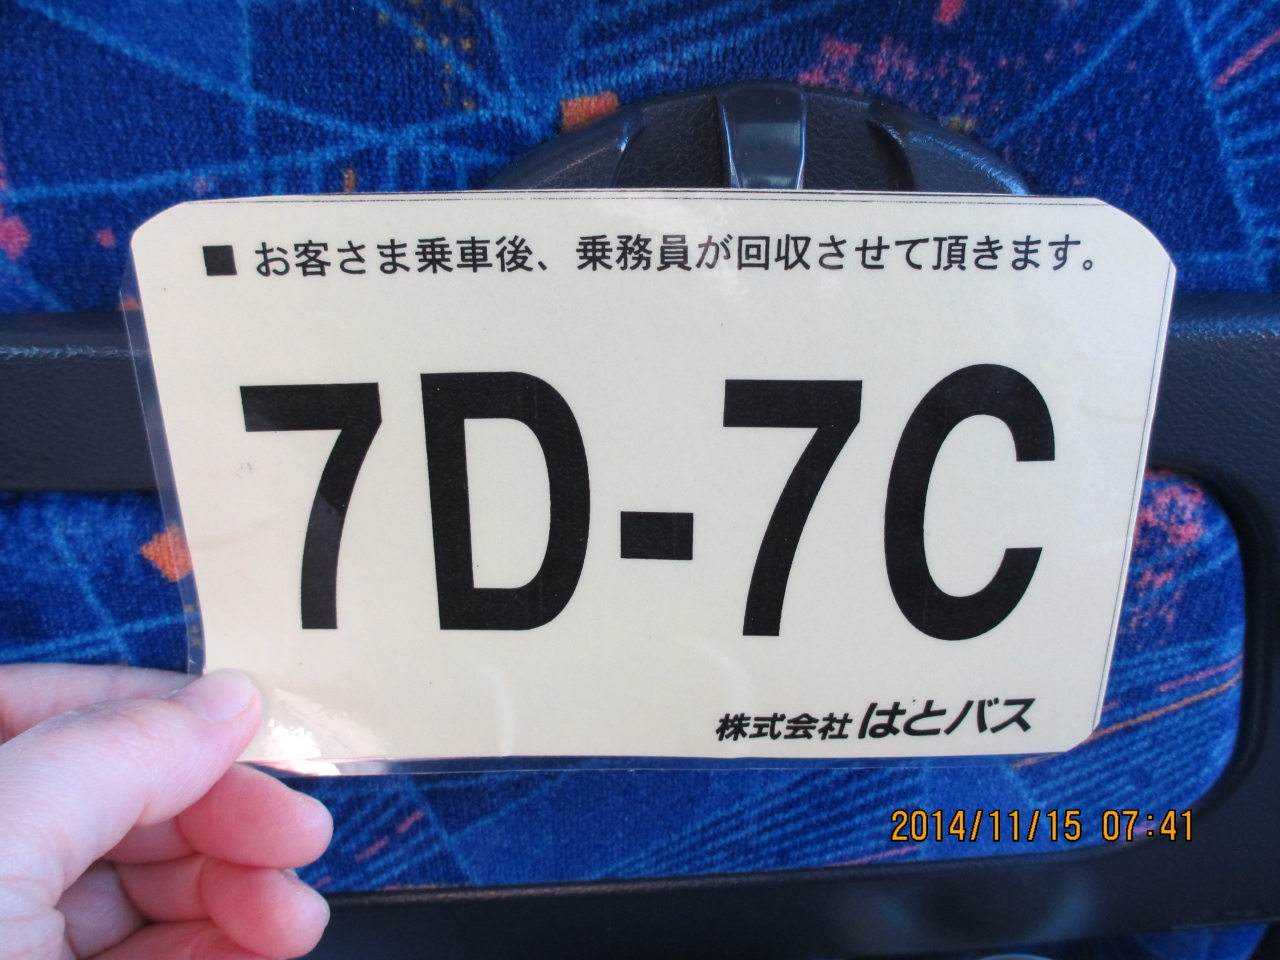 ■お客さま乗車後、乗務員が回収させて頂きます。
7D-7C
株式会社 はとバス
2014/11/15 07:41